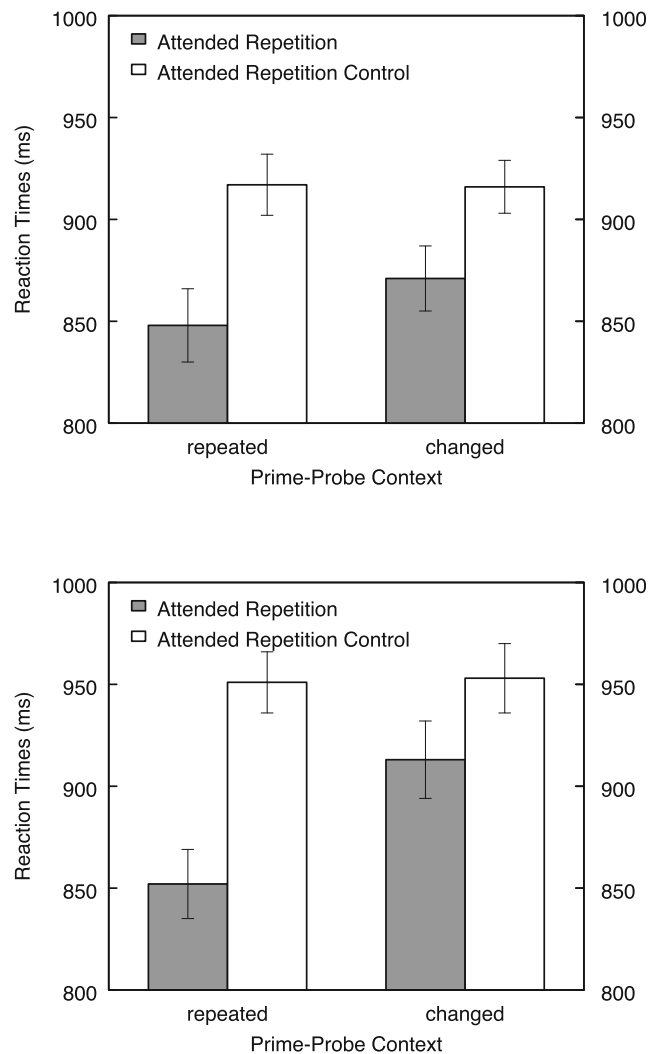 1000 1000
Attended Repetition
Attended Repetition Control
950 950
900 900
850 850
800 800
Reaction Times (ms)
repeated changed
Prime-Probe Context
1000 1000
Attended Repetition
Attended Repetition Control
950 950
900 900
850 850
800 800
Reaction Times (ms)
repeated changed
Prime-Probe Context